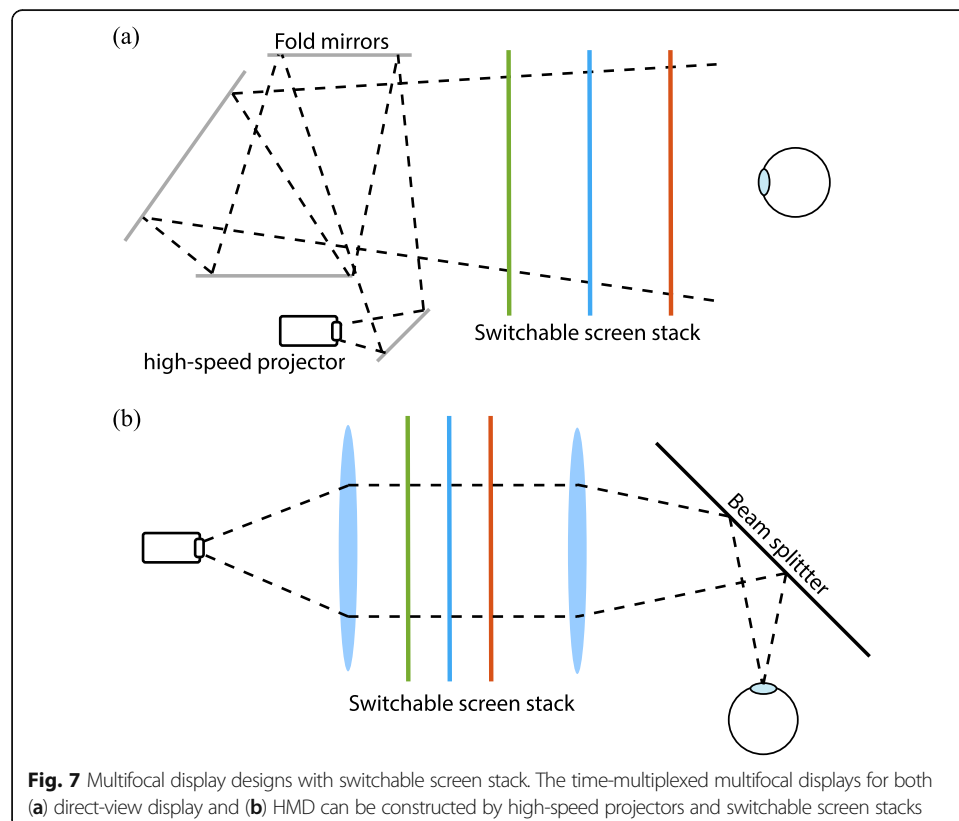 (a)
Fold mirrors
Switchable screen stack
high-speed projector
(b)
Beam splittter
Switchable screen stack
Fig. 7 Multifocal display designs with switchable screen stack. The time-multiplexed multifocal displays for both
(a) direct-view display and (b) HMD can be constructed by high-speed projectors and switchable screen stacks